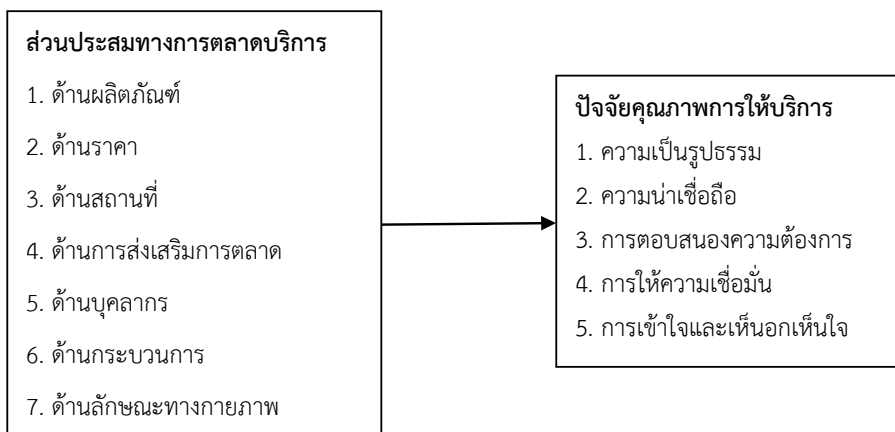 ส่วนประสมทางการตลาดบริการ
1. ด้านผลิตภัณฑ์
2. ด้านราคา
3. ด้านสถานที่
4. ด้านการส่งเสริมการตลาด
5. ด้านบุคลากร
6. ด้านกระบวนการ
7. ด้านลักษณะทางกายภาพ
ปัจจัยคุณภาพการให้บริการ
1. ความเป็นรูปธรรม
2. ความน่าเชื่อถือ
3. การตอบสนองความต้องการ
4. การให้ความเชื่อมั่น
5. การเข้าใจและเห็นอกเห็นใจ